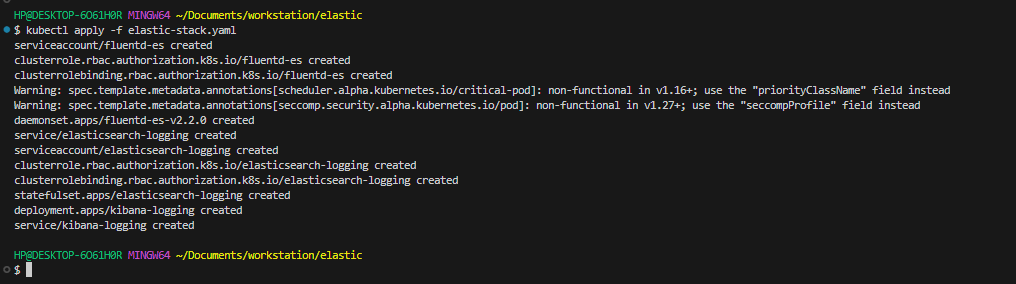 HP@DESKTOP-6O61H0R MINGW64 ~/Documents/workstation/elastic
$ kubectl apply -f elastic-stack.yaml
serviceaccount/fluentd-es created
clusterrole.rbac.authorization.k8s.io/fluentd-es created
clusterrolebinding.rbac.authorization.k8s.io/fluentd-es created
Warning: spec.template.metadata.annotations[scheduler.alpha.kubernetes.io/critical-pod]: non-functional in v1.16+; use the "priorityClassName" field instead
Warning: spec.template.metadata.annotations[seccomp.security.alpha.kubernetes.io/pod]: non-functional in v1.27+; use the "seccompProfile" field instead
daemonset.apps/fluentd-es-v2.2.0 created
service/elasticsearch-logging created
serviceaccount/elasticsearch-logging created
clusterrole.rbac.authorization.k8s.io/elasticsearch-logging created
clusterrolebinding.rbac.authorization.k8s.io/elasticsearch-logging created
statefulset.apps/elasticsearch-logging created
deployment.apps/kibana-logging created
service/kibana-logging created
HP@DESKTOP-6O61H0R MINGW64 ~/Documents/workstation/elastic
$